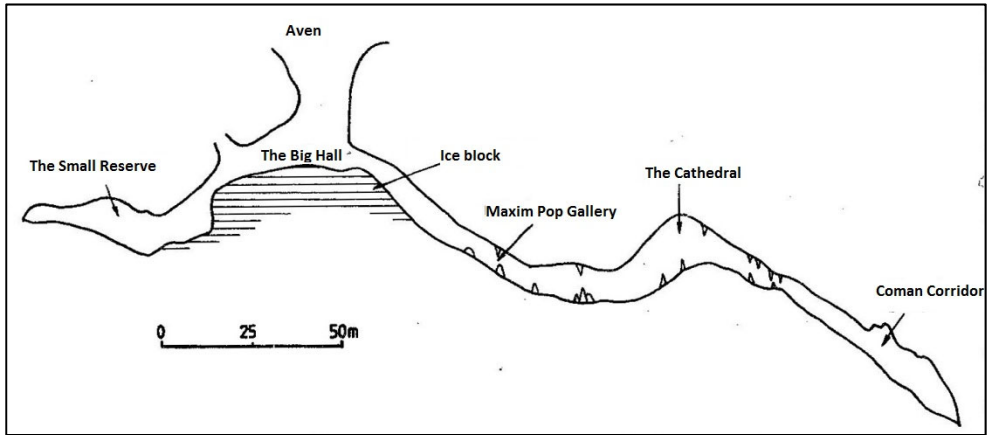 Aven
The Big Hall
Ice block
The Small Reserve
The Cathedral
Maxim Pop Gallery
Coman Corridor
0 25 50m